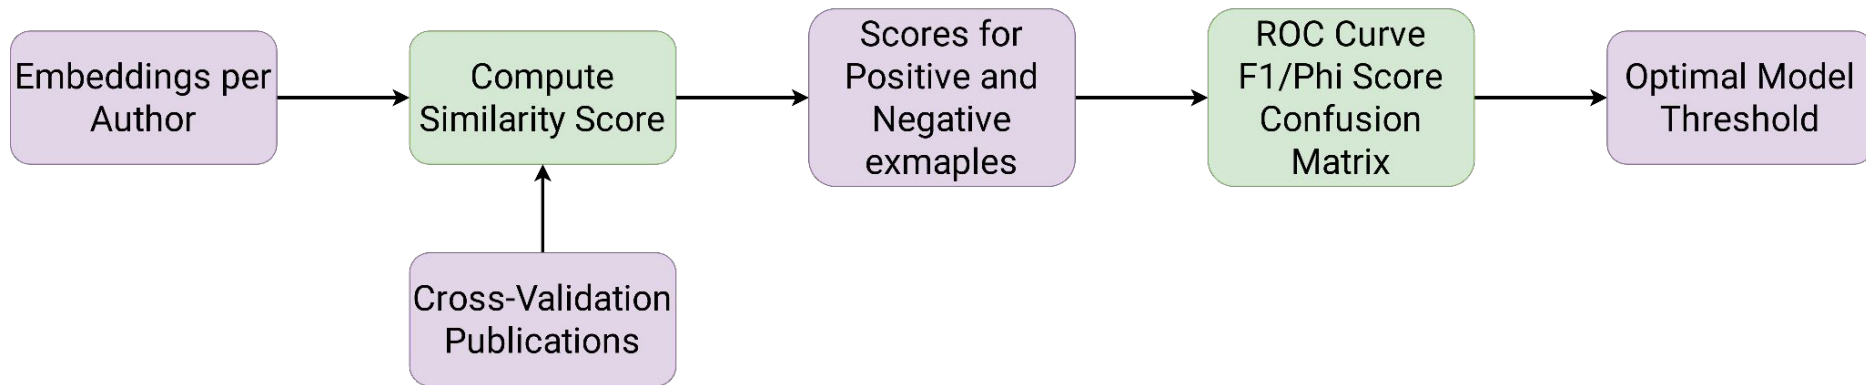 Embeddings per
Author
Compute
Similarity Score
Scores for
Positive and
Negative
exmaples
ROC Curve
F1/Phi Score
Confusion
Matrix
Optimal Model
Threshold
Cross-Validation
Publications